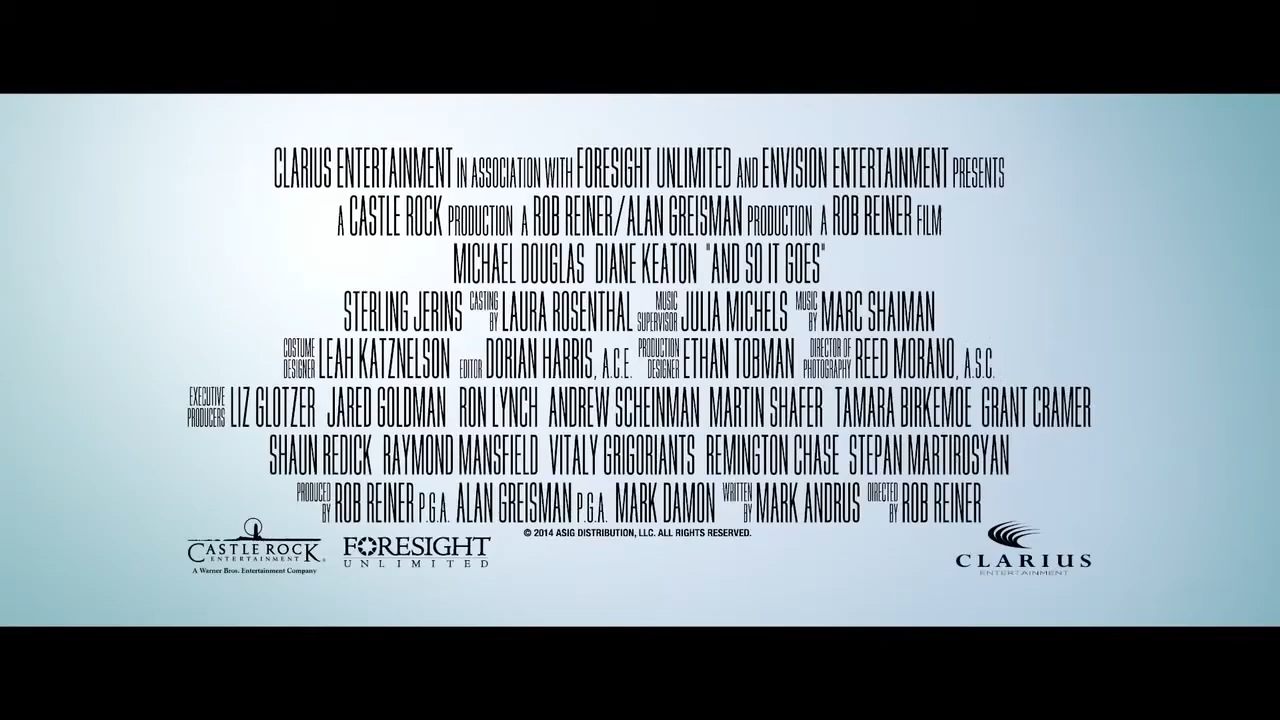 CLARIUS ENTERTAINMENT IN ASSOCIATION WITH FORESIGHT UNLIMITED AND ENVISION ENTERTAINMENT PRESENTS
A CASTLE ROCK PRODUCTION A ROB REINER/ALAN GREISMAN PRODUCTION A ROB REINER FILM
MICHAEL DOUGLAS DIANE KEATON "AND SO IT GOES"
STERLING JERINS CASTING BY LAURA ROSENTHAL MUSIC SUPERVISOR JULIA MICHELS MUSIC BY MARC SHAIMAN
COSTUME DESIGNER LEAH KATZNELSON EDITOR DORIAN HARRIS, A.C.E. PRODUCTION DESIGNER ETHAN TOBMAN DIRECTOR OF PHOTOGRAPHY REED MORANO, A.S.C.
EXECUTIVE PRODUCERS LIZ GLOTZER JARED GOLDMAN RON LYNCH ANDREW SCHEINMAN MARTIN SHAFER TAMARA BIRKEMOE GRANT CRAMER
SHAUN REDICK RAYMOND MANSFIELD VITALY GRIGORIANTS REMINGTON CHASE STEPAN MARTIROSYAN
PRODUCED BY ROB REINER P.G.A. ALAN GREISMAN P.G.A. MARK DAMON WRITTEN BY MARK ANDRUS DIRECTED BY ROB REINER
© 2014 ASIG DISTRIBUTION, LLC. ALL RIGHTS RESERVED.
CASTLE ROCK
ENTERTAINMENT
A Warner Bros. Entertainment Company
FORESIGHT
UNLIMITED
CLARIUS
ENTERTAINMENT